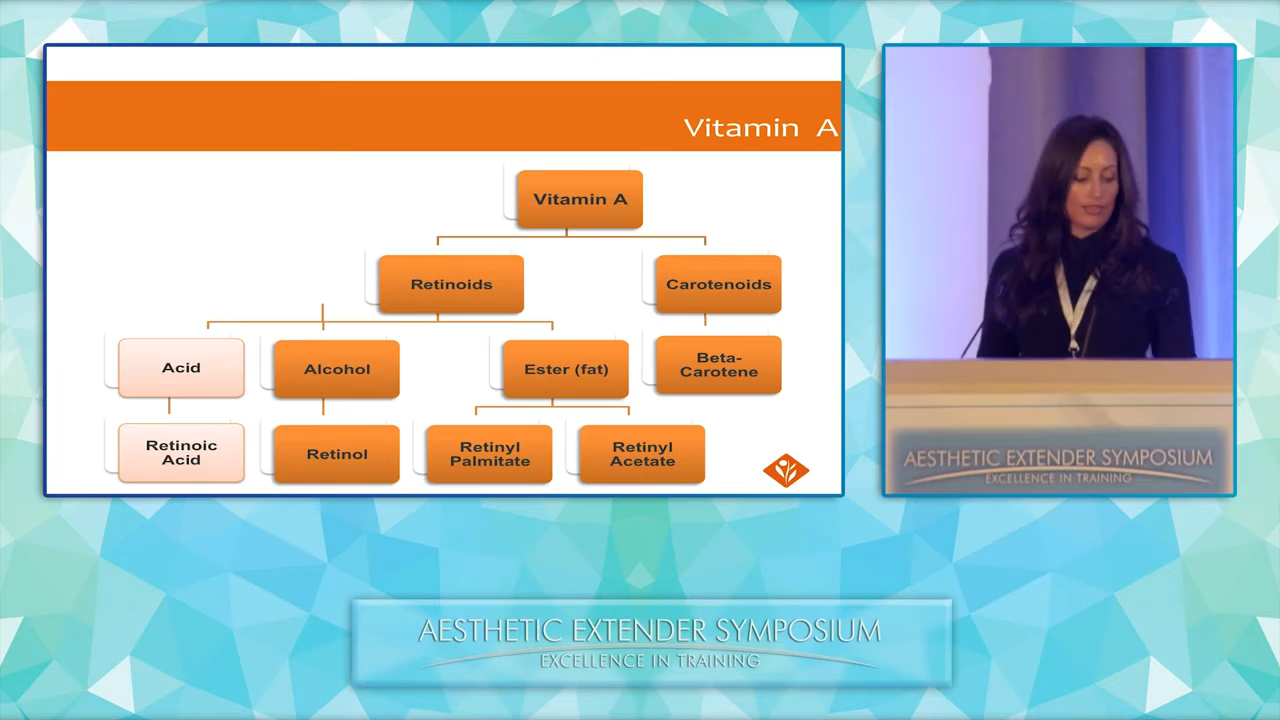 Vitamin A
Vitamin A
Retinoids
Carotenoids
Acid
Alcohol
Ester (fat)
Beta-
Carotene
Retinoic
Acid
Retinol
Retinyl
Palmitate
Retinyl
Acetate
AESTHETIC EXTENDER SYMPOSIUM
EXCELLENCE IN TRAINING
AESTHETIC EXTENDER SYMPOSIUM
EXCELLENCE IN TRAINING